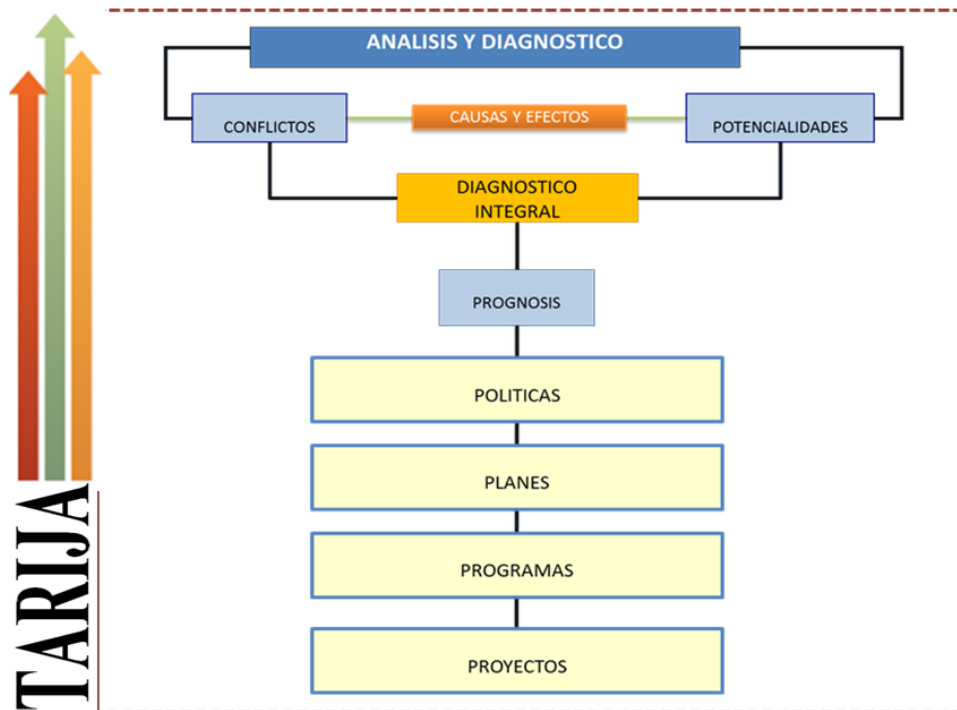 ANALISIS Y DIAGNOSTICO
CONFLICTOS
CAUSAS Y EFECTOS
POTENCIALIDADES
DIAGNOSTICO
INTEGRAL
PROGNOSIS
POLITICAS
PLANES
PROGRAMAS
PROYECTOS
TARIJA